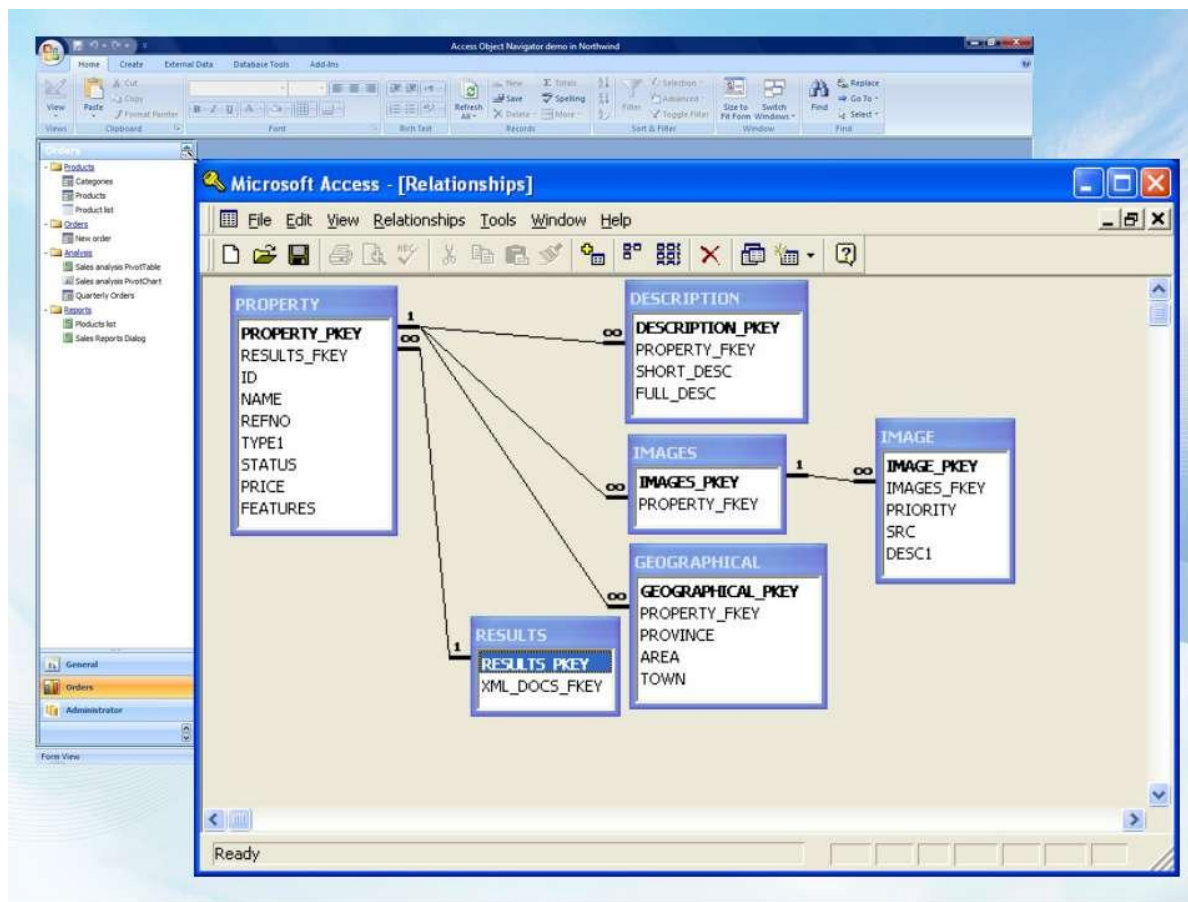 Access Object Navigator demo in Northwind
Home Create External Data Database Tools Add-Ins
View
Paste
Cut
Copy
Format Painter
Refresh All
New
Save
Delete
Totals
Spelling
More
Filter
Selection
Advanced
Toggle Filter
Size to Fit Form
Switch Windows
Find
Replace
Go To
Select
Views Clipboard Font Rich Text Records Sort & Filter Window Find
Orders
Products
Categories
Products
Product list
Orders
New order
Analysis
Sales analysis PivotTable
Sales analysis PivotChart
Quarterly Orders
Reports
Sales Reports Dialog
General
Orders
Administrator
Form View
Microsoft Access - [Relationships]
File Edit View Relationships Tools Window Help
PROPERTY
PROPERTY_PKEY
RESULTS_FKEY
ID
NAME
REFNO
TYPE1
STATUS
PRICE
FEATURES
1
∞
DESCRIPTION
∞
DESCRIPTION_PKEY
PROPERTY_FKEY
SHORT_DESC
FULL_DESC
IMAGES
∞
IMAGES_PKEY
PROPERTY_FKEY
1
∞
IMAGE
IMAGE_PKEY
IMAGES_FKEY
PRIORITY
SRC
DESC1
GEOGRAPHICAL
∞
GEOGRAPHICAL_PKEY
PROPERTY_FKEY
PROVINCE
AREA
TOWN
1
RESULTS
RESULTS_PKEY
XML_DOCS_FKEY
Ready